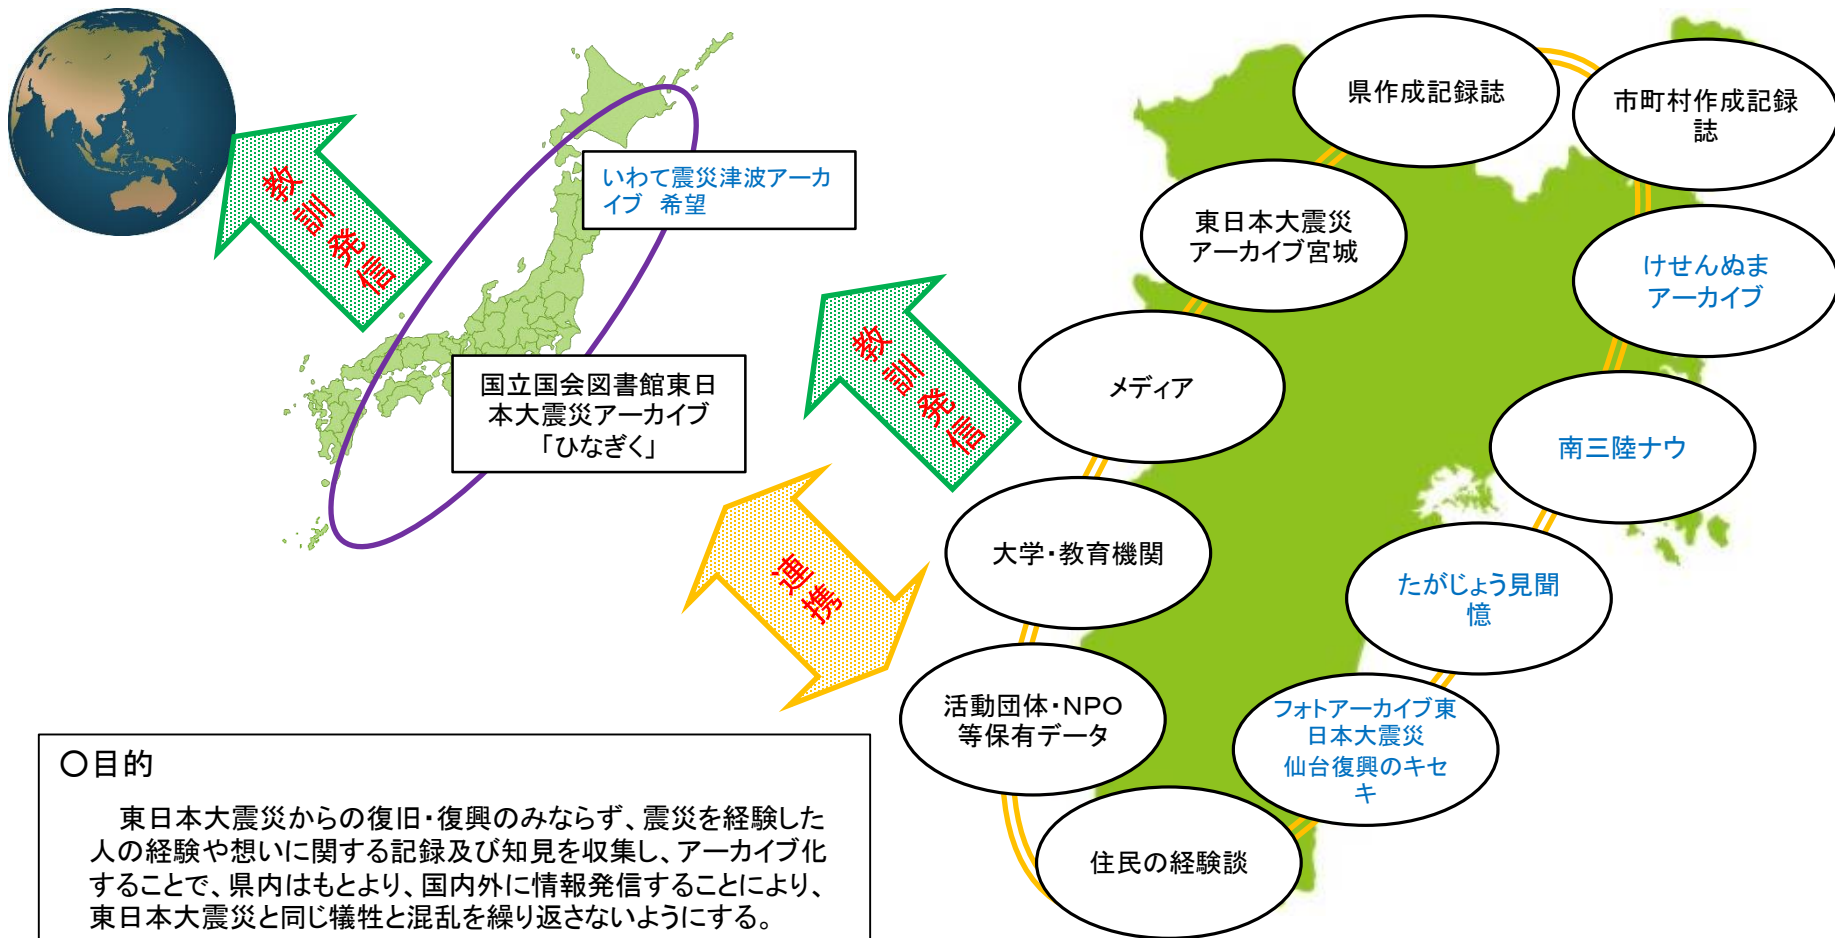 教訓発信
いわて震災津波アーカ
イブ　希望
国立国会図書館東日
本大震災アーカイブ
「ひなぎく」
教訓発信
連携
県作成記録誌
市町村作成記録
誌
東日本大震災
アーカイブ宮城
けせんぬま
アーカイブ
メディア
南三陸ナウ
大学・教育機関
たがじょう見聞
憶
活動団体・NPO
等保有データ
フォトアーカイブ東
日本大震災
仙台復興のキセ
キ
住民の経験談
〇目的
東日本大震災からの復旧・復興のみならず、震災を経験した
人の経験や想いに関する記録及び知見を収集し、アーカイブ化
することで、県内はもとより、国内外に情報発信することにより、
東日本大震災と同じ犠牲と混乱を繰り返さないようにする。